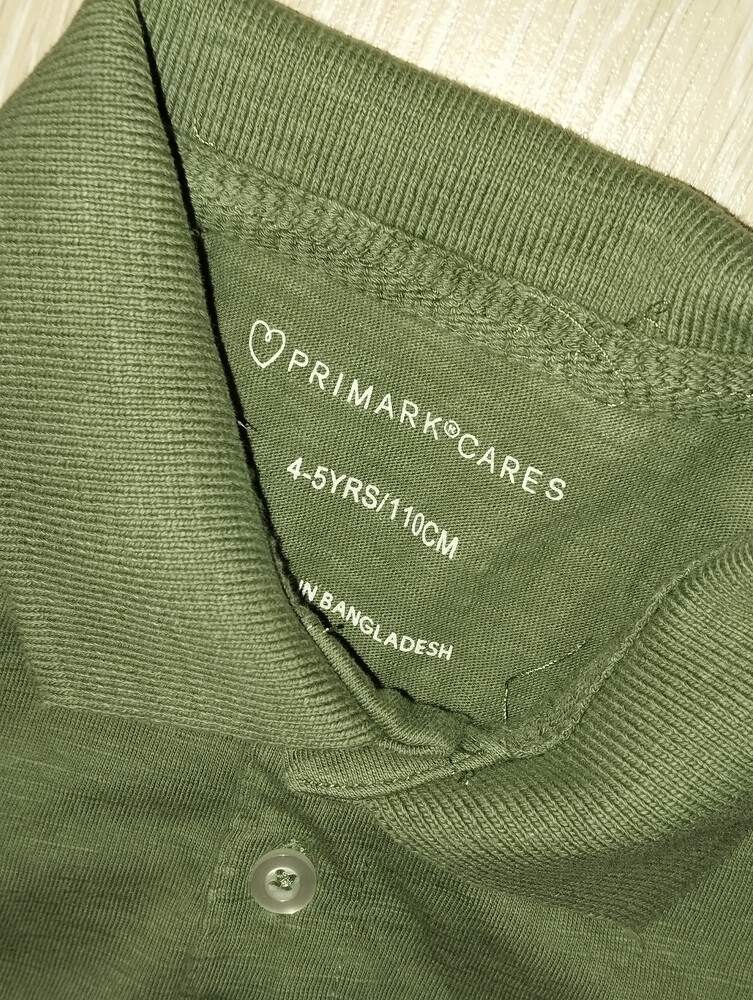 PRIMARK®CARES
4-5YRS/110CM
IN BANGLADESH